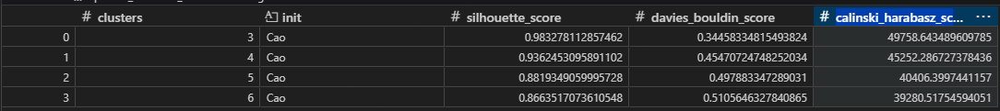 # clusters init # silhouette_score # davies_bouldin_score # calinski_harabasz_sc...
0 3 Cao 0.983278112857462 0.34458334815493824 49758.643489609785
1 4 Cao 0.9362453095891102 0.45470724748252034 45252.286727378436
2 5 Cao 0.8819349059995728 0.497883347289031 40406.3997441157
3 6 Cao 0.8663517073610548 0.5105646327840865 39280.51754594051